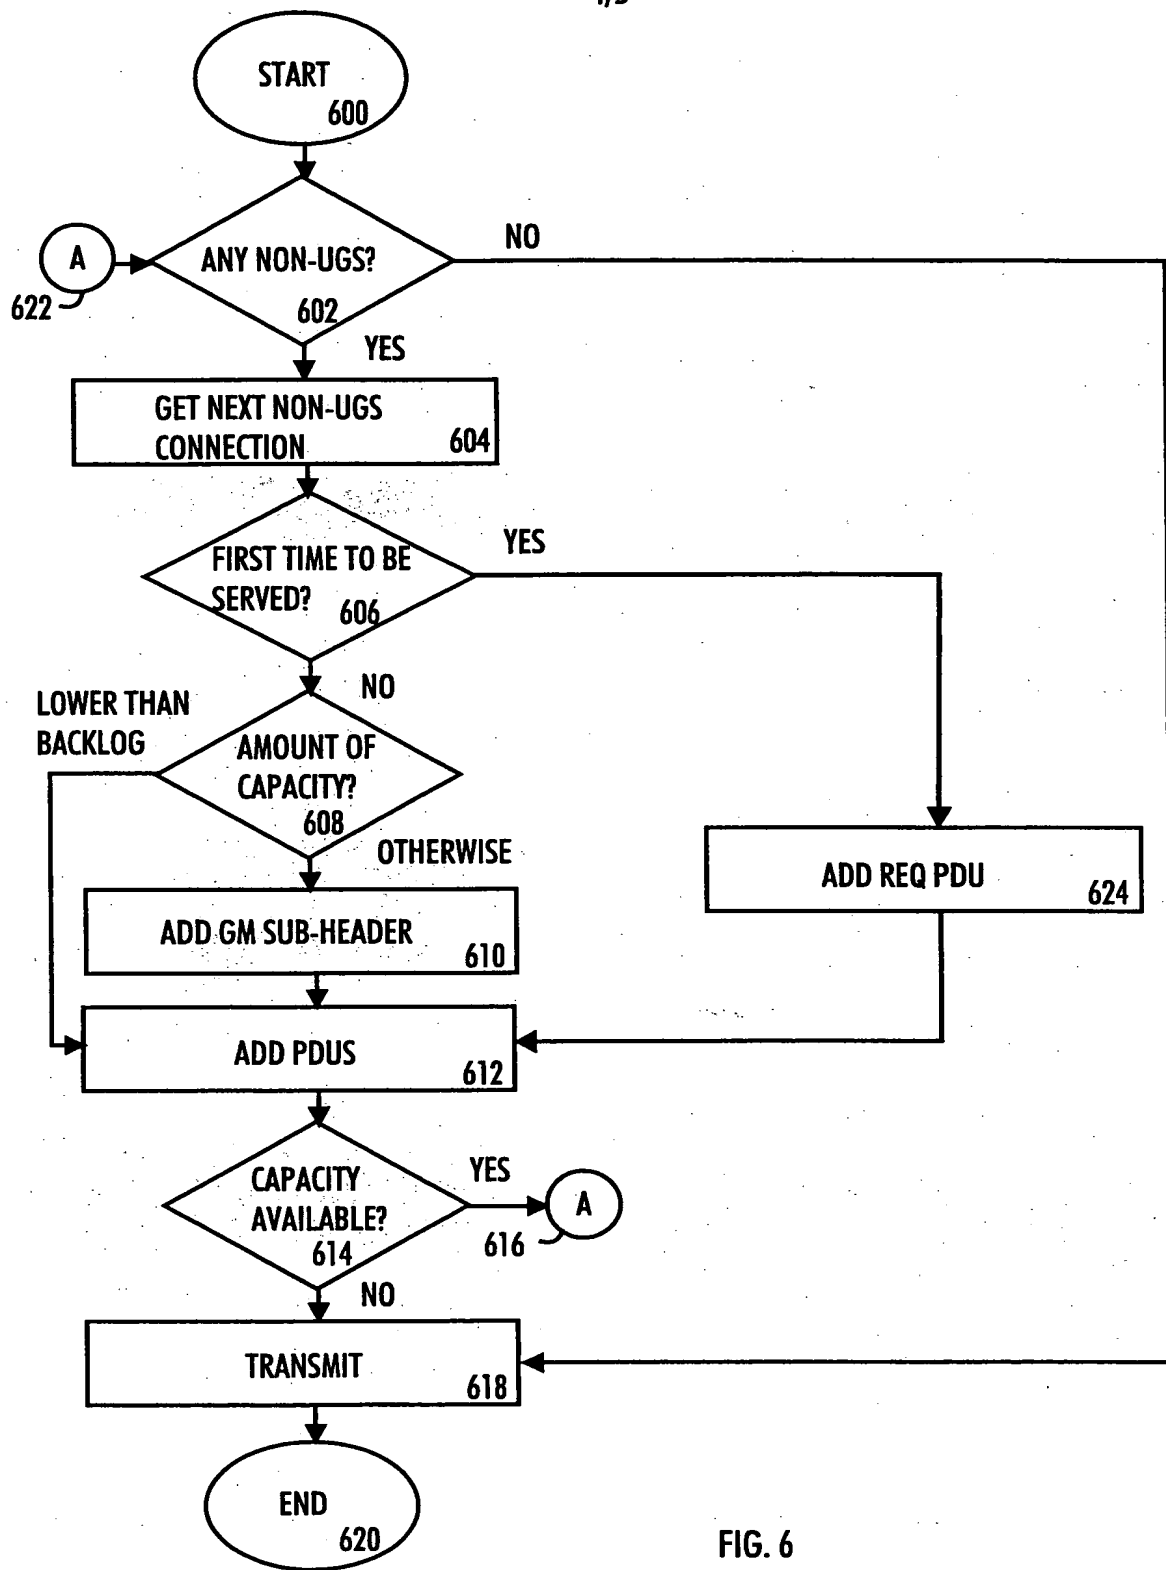 START
600
A
622
ANY NON-UGS?
602
NO
YES
GET NEXT NON-UGS
CONNECTION
604
FIRST TIME TO BE
SERVED?
606
YES
NO
LOWER THAN
BACKLOG
AMOUNT OF
CAPACITY?
608
OTHERWISE
ADD REQ PDU
624
ADD GM SUB-HEADER
610
ADD PDUS
612
CAPACITY
AVAILABLE?
614
YES
A
616
NO
TRANSMIT
618
END
620
FIG. 6